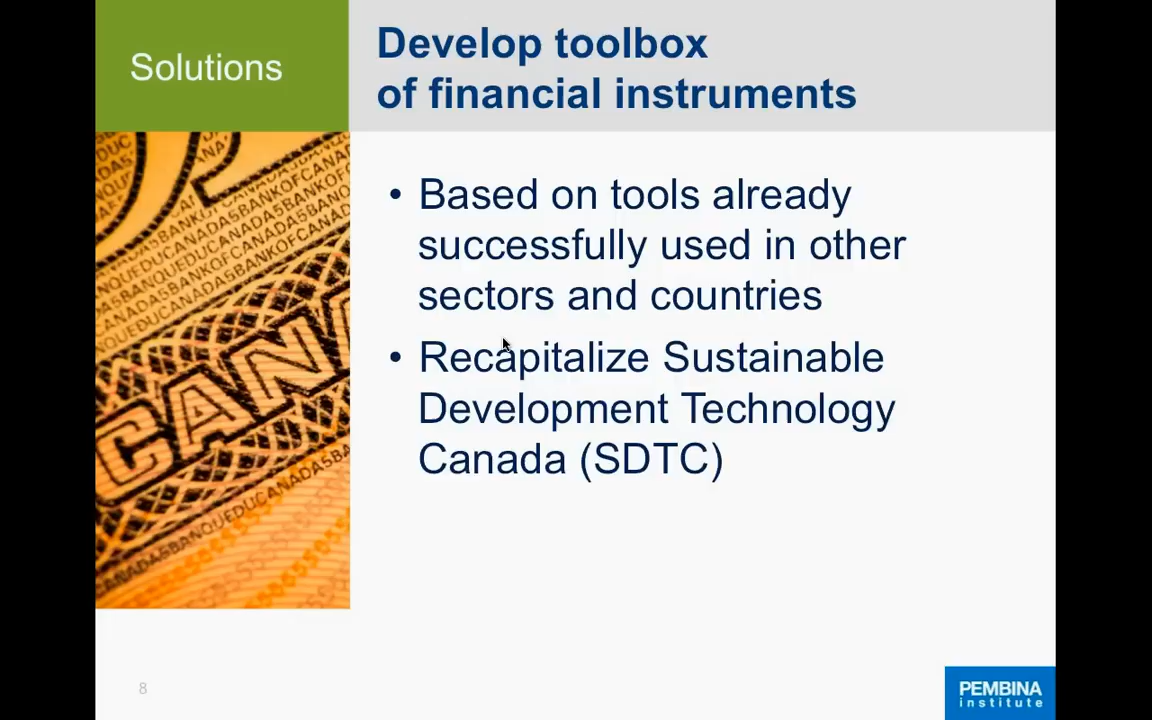 Solutions
Develop toolbox
of financial instruments
• Based on tools already
successfully used in other
sectors and countries
• Recapitalize Sustainable
Development Technology
Canada (SDTC)
CANA
8
PEMBINA
institute